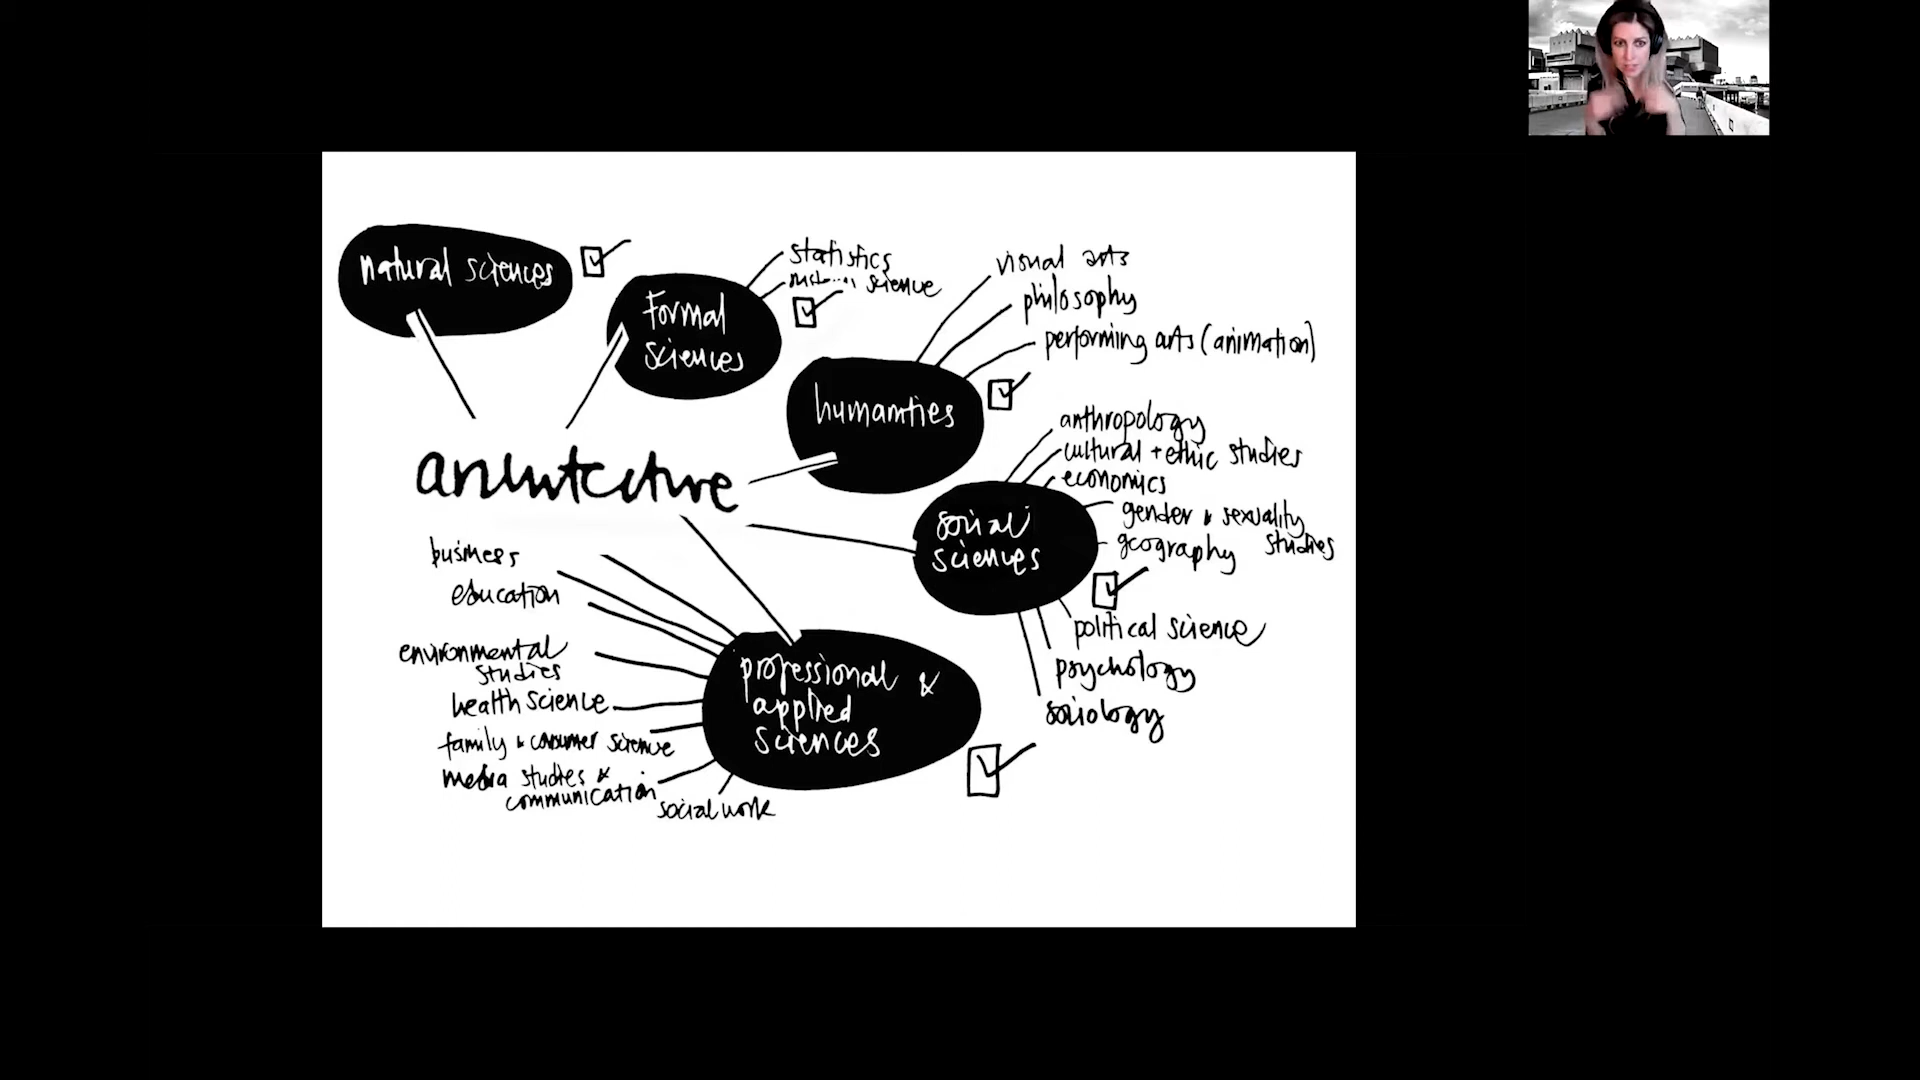 natural sciences
Formal
sciences
statistics
science
humanities
visual arts
philosophy
performing arts (animation)
architecture
social
sciences
anthropology
cultural + ethic studies
economics
gender & sexuality
studies
geography
political science
psychology
sociology
professional &
applied
sciences
business
education
environmental
studies
health science
family & consumer science
media studies &
communication
social work